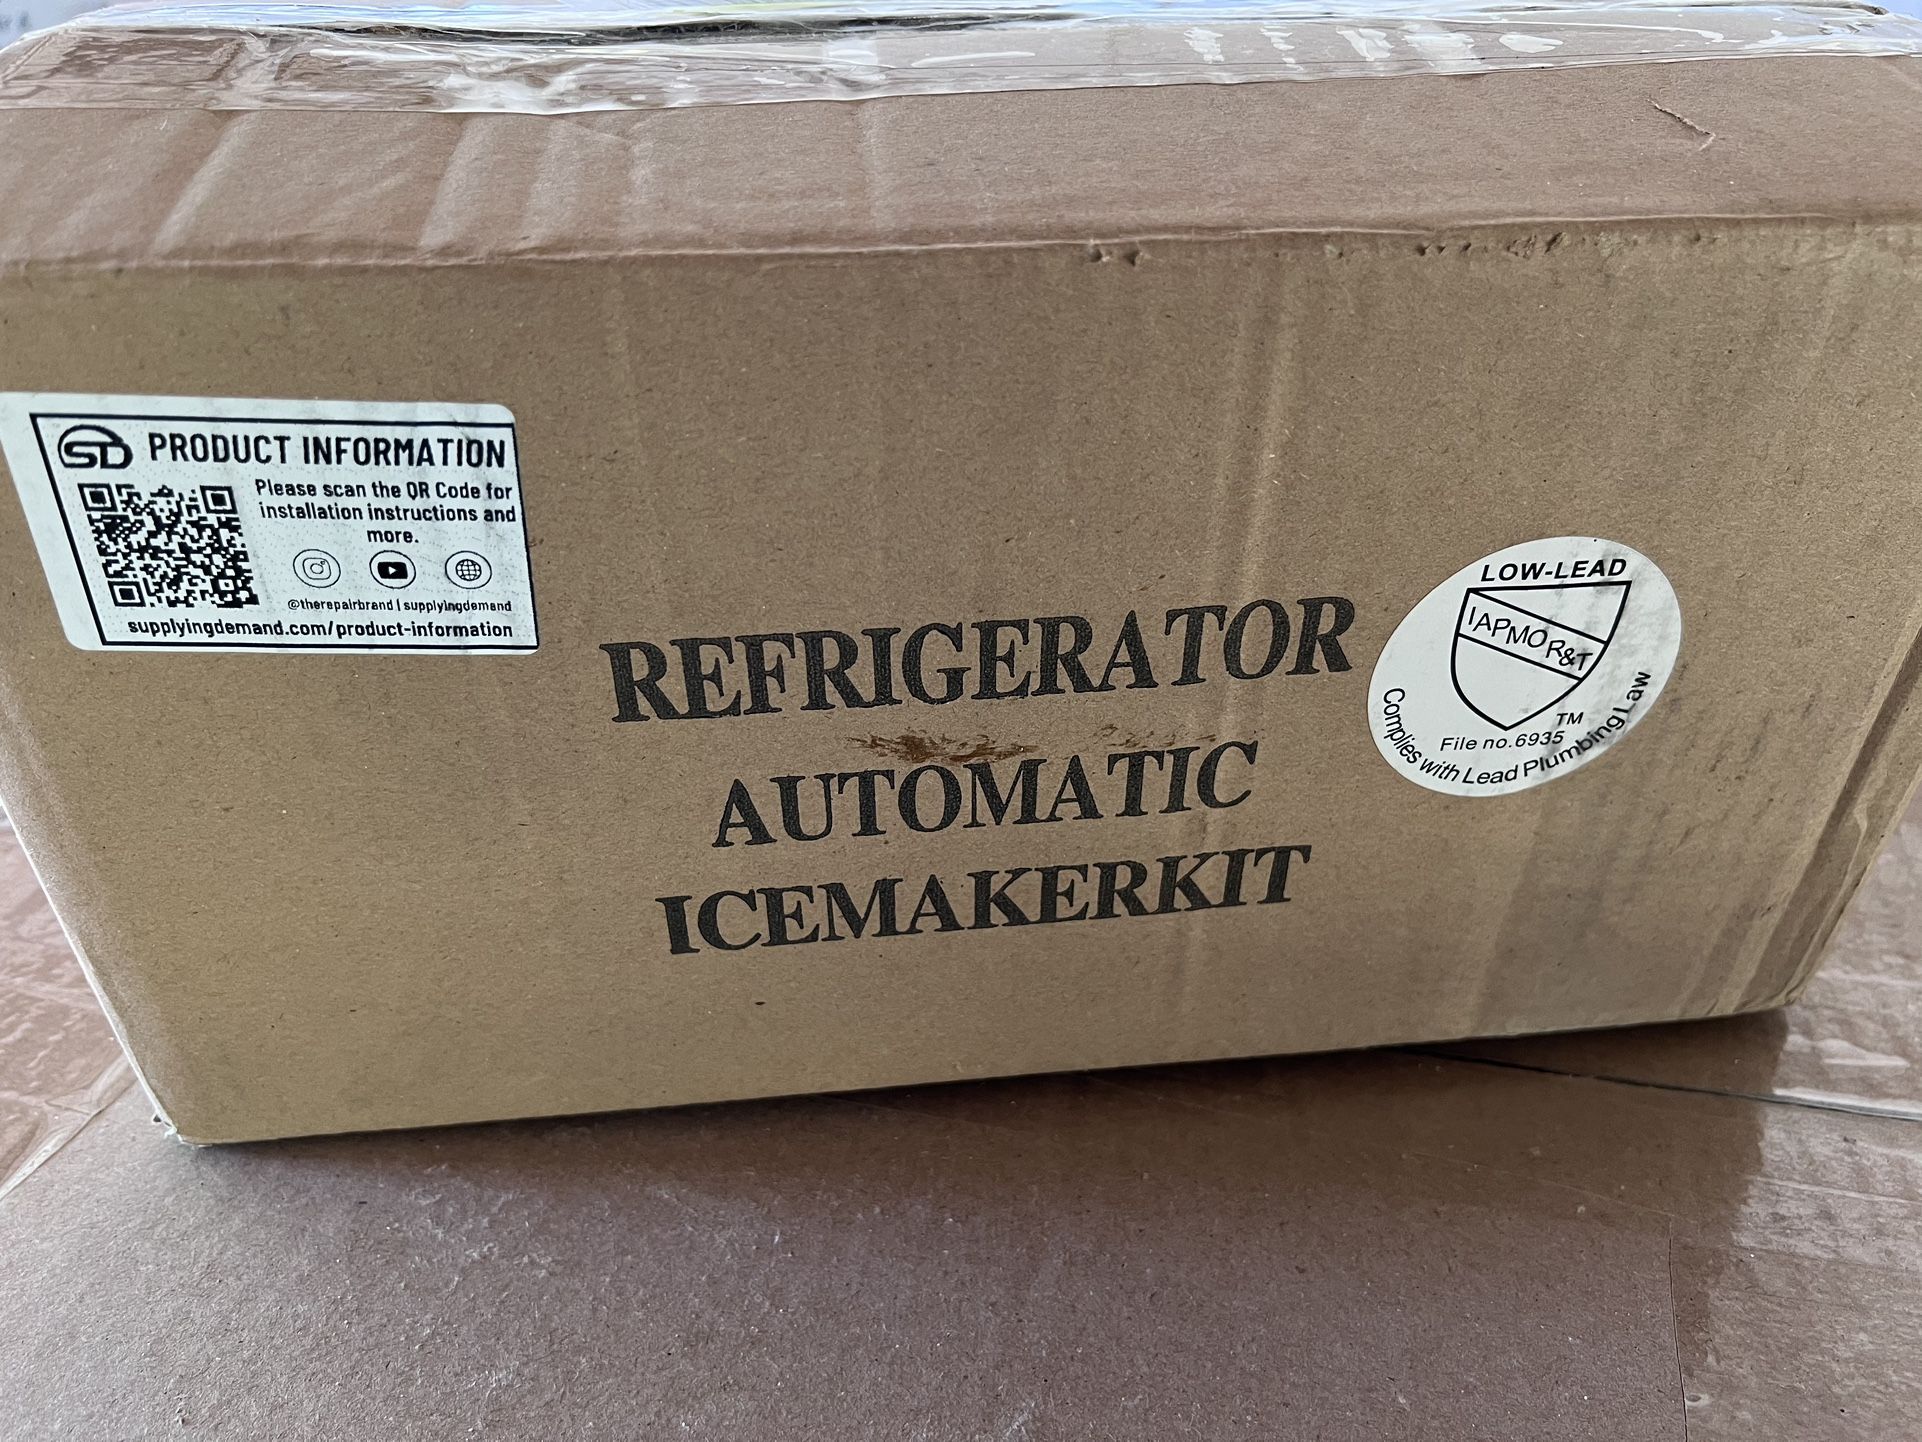 SD PRODUCT INFORMATION
Please scan the QR Code for
installation instructions and
more.
@therepairbrand | supplyingdemand
supplyingdemand.com/product-information
REFRIGERATOR
AUTOMATIC
ICEMAKERKIT
LOW-LEAD
IAPMO R&T
TM
File no.6935
Complies with Lead Plumbing Law